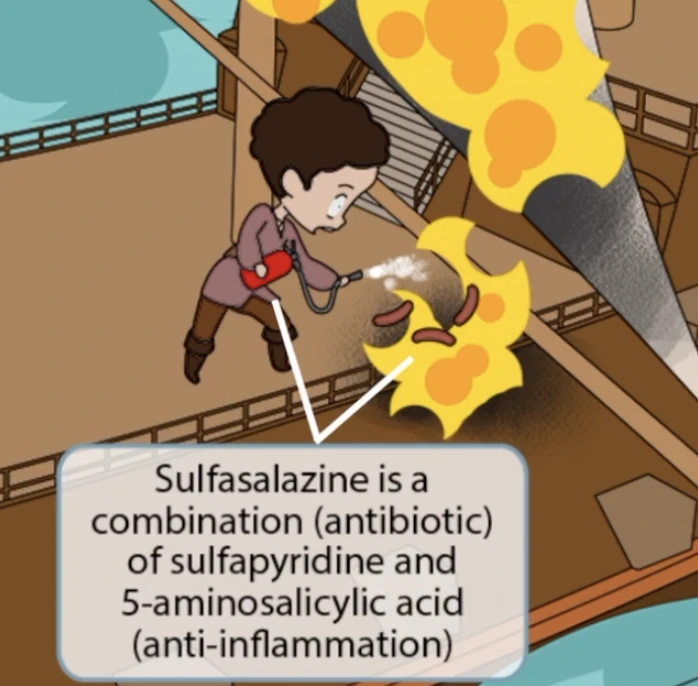 Sulfasalazine is a
combination (antibiotic)
of sulfapyridine and
5-aminosalicylic acid
(anti-inflammation)